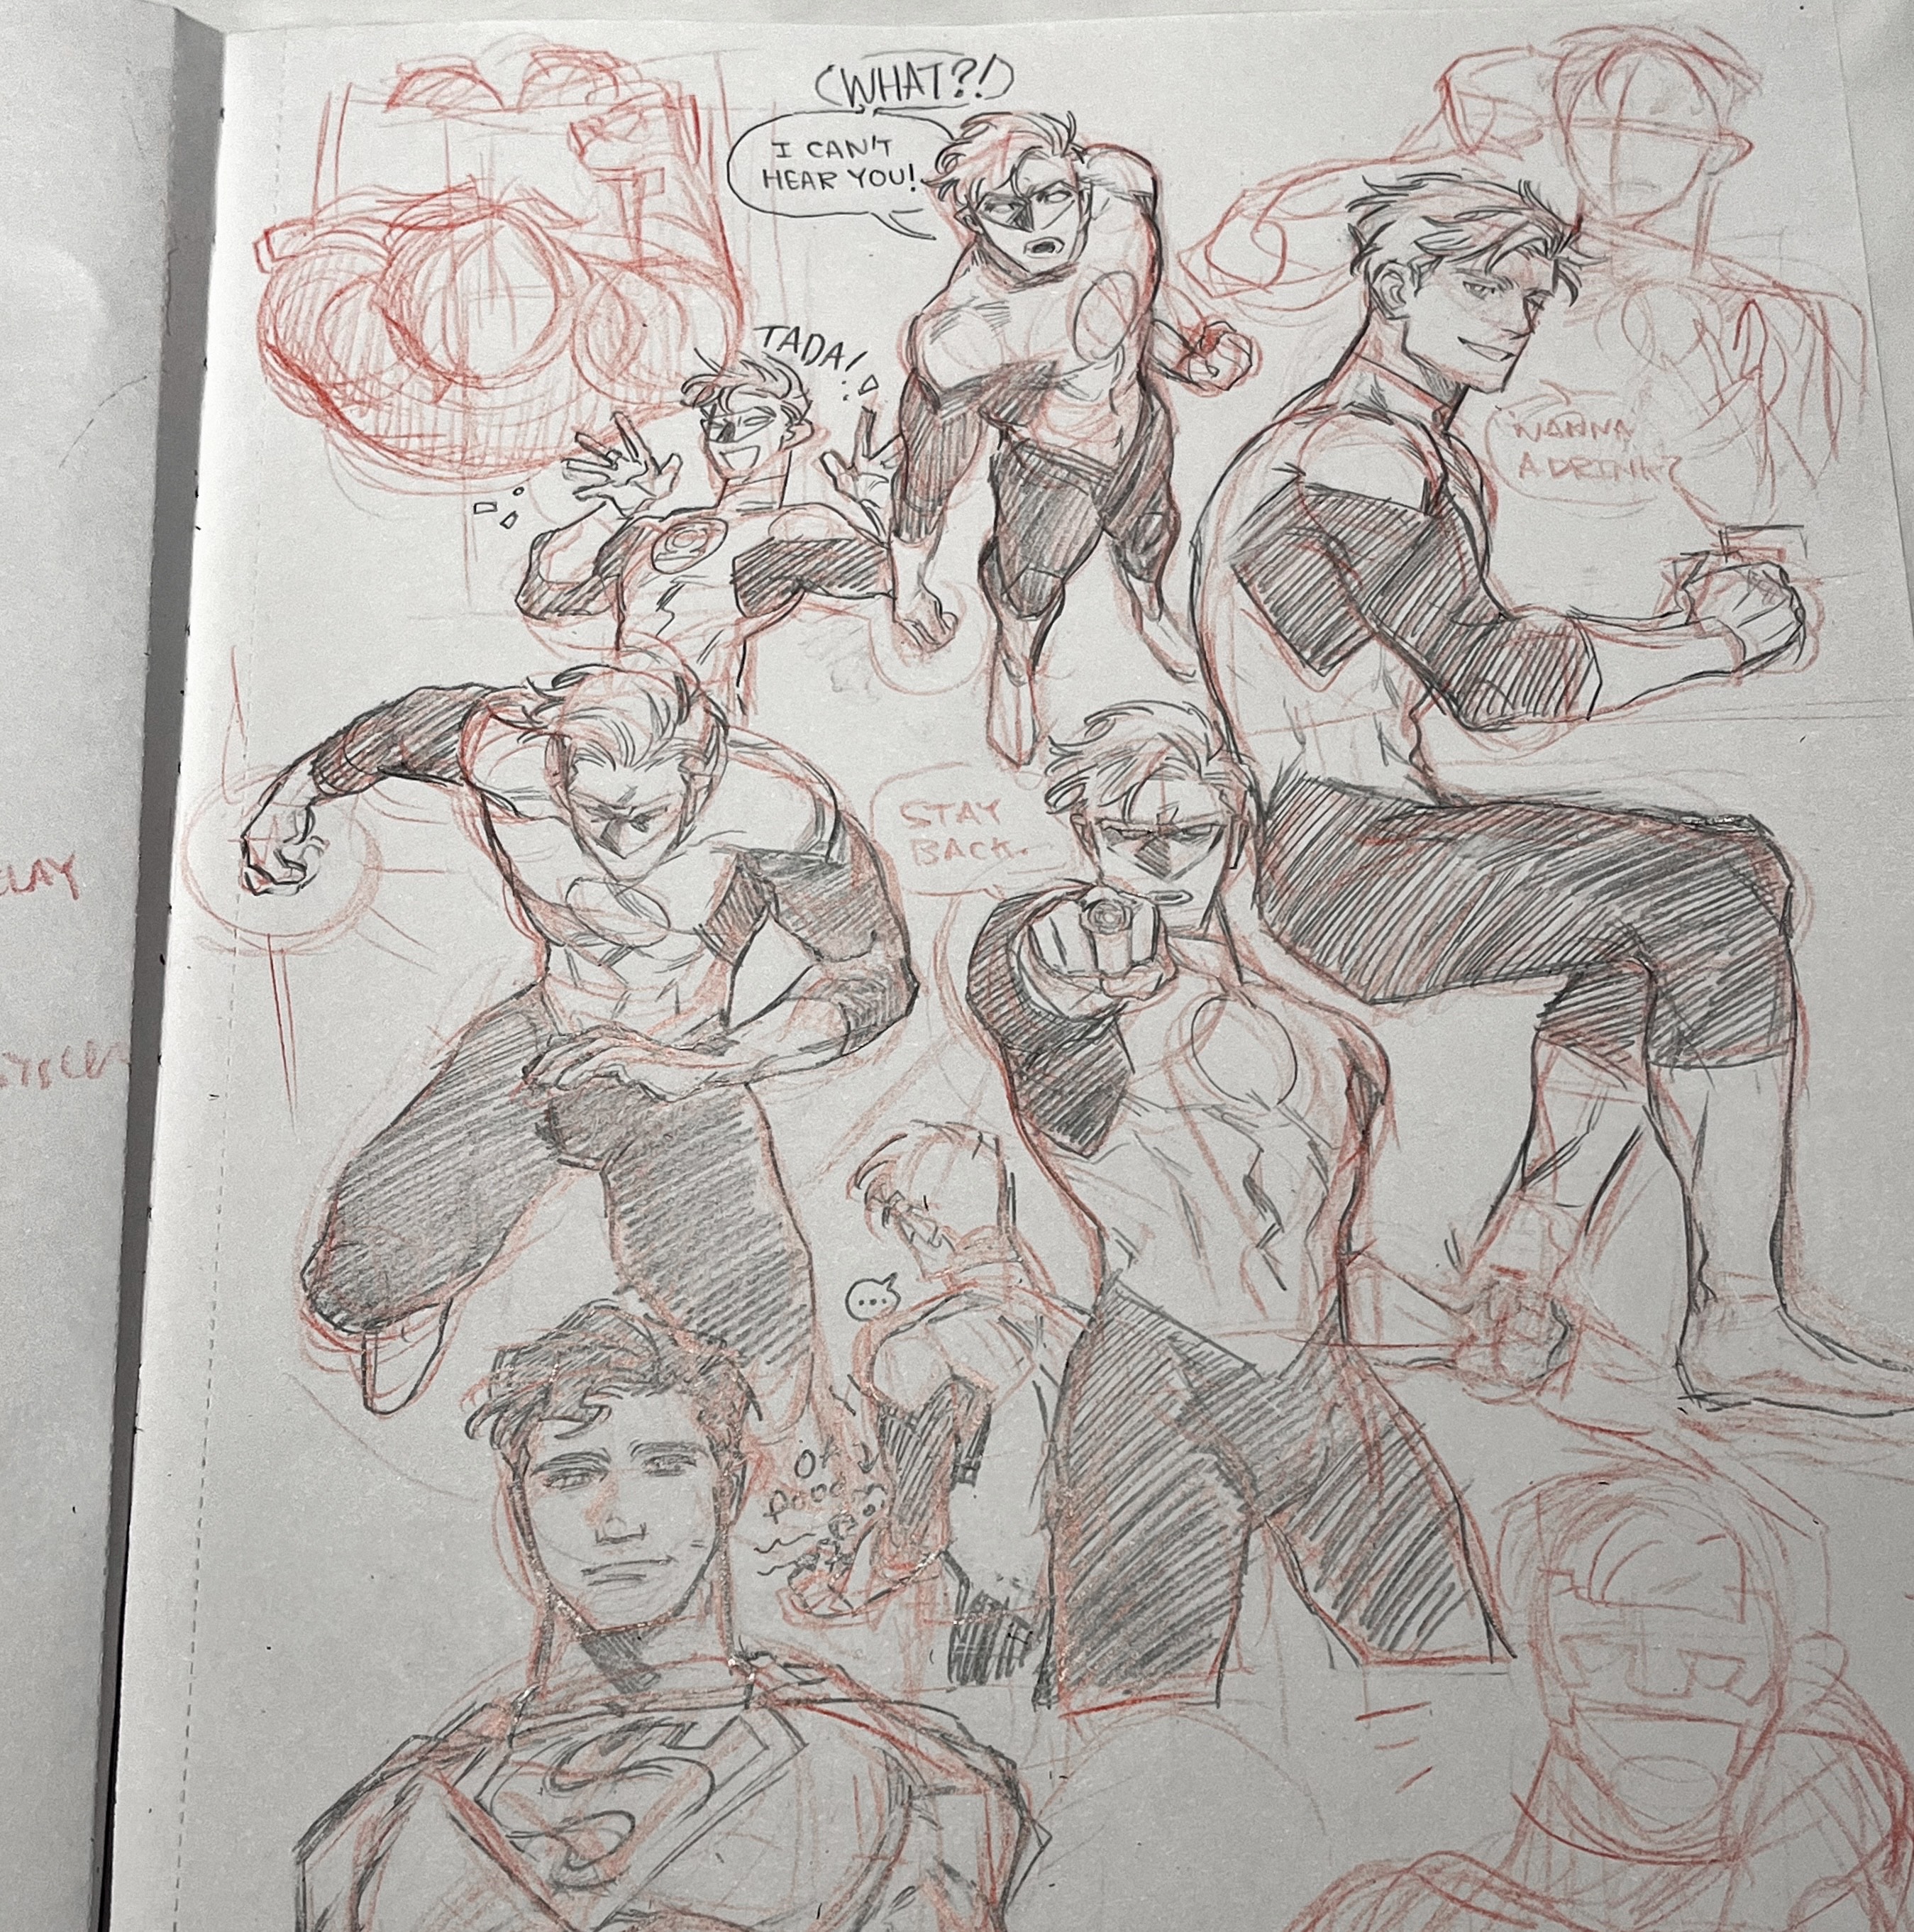 (WHAT?!)
I CAN'T
HEAR YOU!
TADA!
WANNA
A DRINK?
STAY
BACK.
...